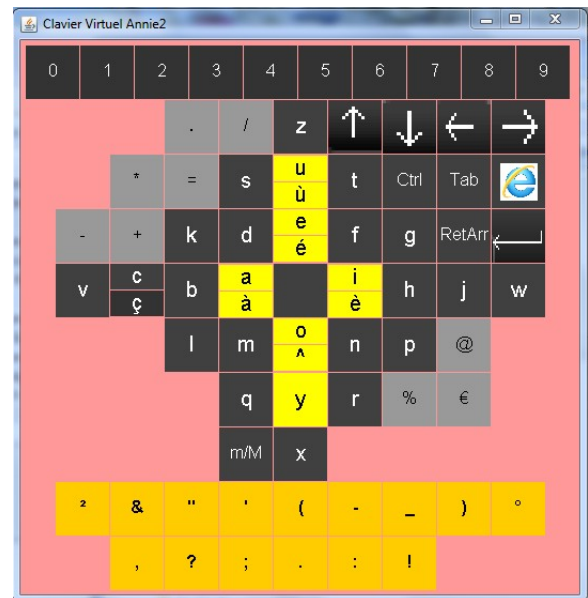 Clavier Virtuel Annie2
0 1 2 3 4 5 6 7 8 9
. / z ↑ ↓ ← →
* = s u t Ctrl Tab
ù
- + k d e f g RetArr ←
é
v c b a i h j w
ç à è
l m o n p @
^
q y r % €
m/M x
² & " ' ( - _ ) °
, ? ; . : !